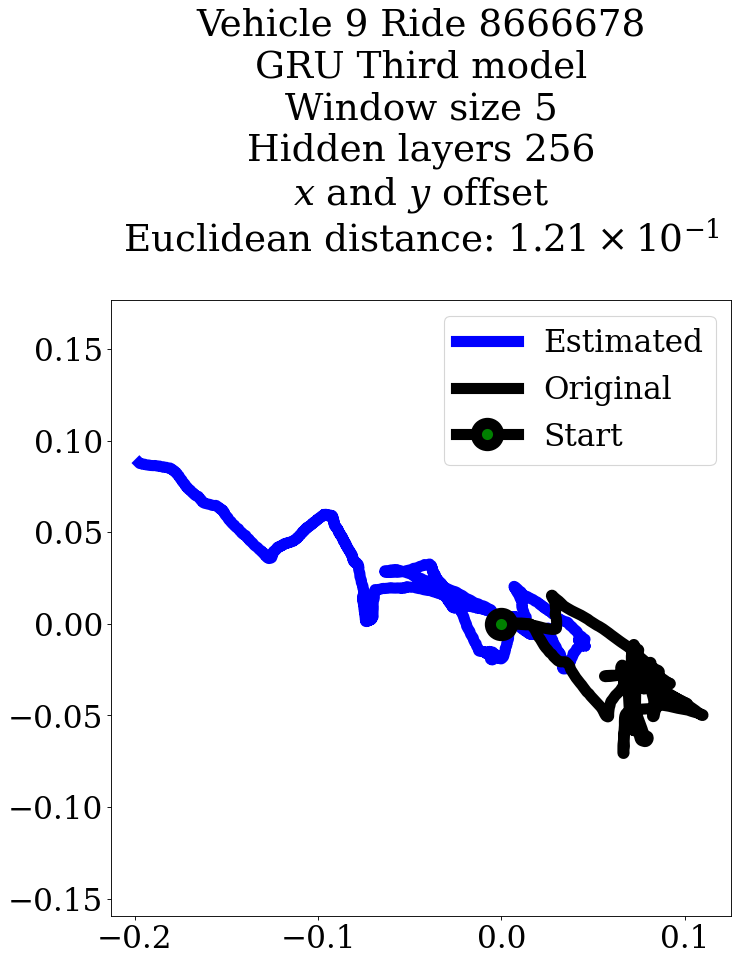 Vehicle 9 Ride 8666678
GRU Third model
Window size 5
Hidden layers 256
x and y offset
Euclidean distance: 1.21 × 10⁻¹
Estimated
Original
Start
0.15
0.10
0.05
0.00
−0.05
−0.10
−0.15
−0.2
−0.1
0.0
0.1